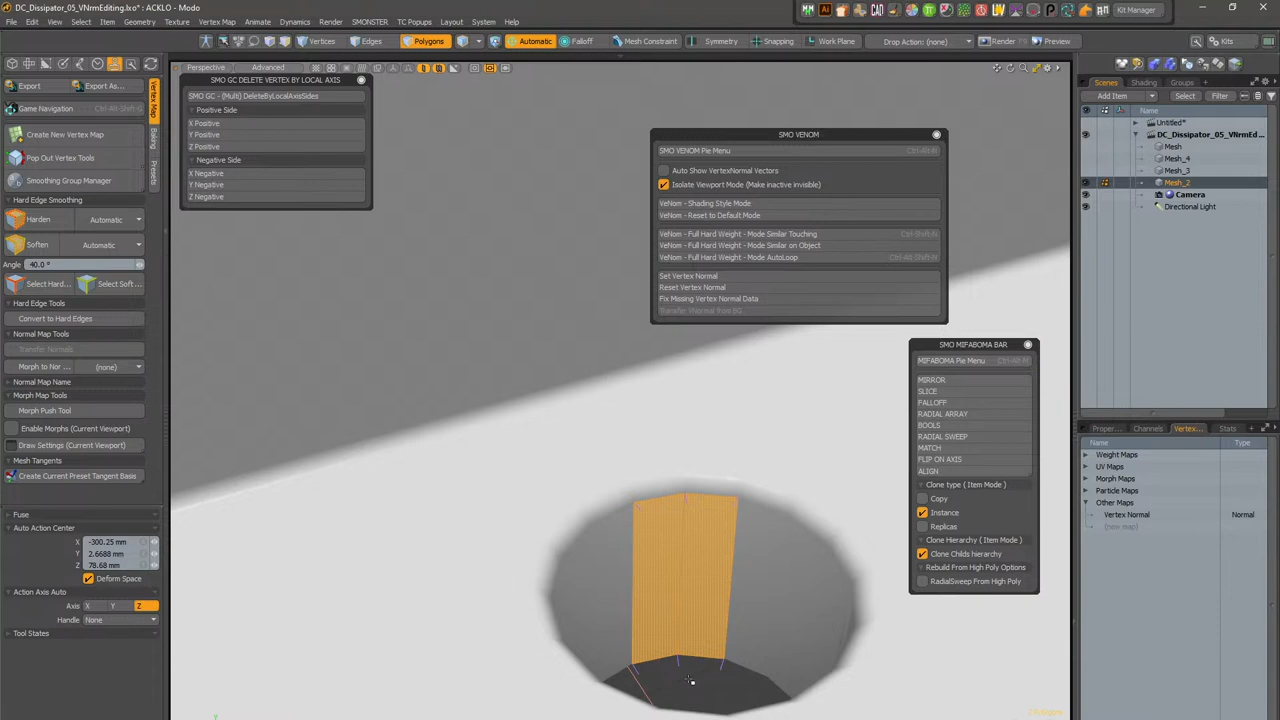 DC_Dissipator_05_VNrmEditing.lxo* : ACKLO - Modo
File Edit View Select Item Geometry Texture Vertex Map Animate Dynamics Render SMONSTER TC Popups Layout System Help
Kit Manager
Vertices Edges Polygons Automatic Falloff Mesh Constraint Symmetry Snapping Work Plane Drop Action: (none) Render Preview Kits
Perspective Advanced
Export Export As...
Game Navigation Ctrl-Alt-Shift-G
Create New Vertex Map
Pop Out Vertex Tools
Smoothing Group Manager
Hard Edge Smoothing
Harden Automatic
Soften Automatic
Angle 40.0 °
Select Hard... Select Soft ...
Hard Edge Tools
Convert to Hard Edges
Normal Map Tools
Transfer Normals
Morph to Nor ... (none)
Normal Map Name
Morph Map Tools
Morph Push Tool
Enable Morphs (Current Viewport)
Draw Settings (Current Viewport)
Mesh Tangents
Create Current Preset Tangent Basis
Vertex Map
Baking
Presets
Fuse
Auto Action Center
X -300.25 mm
Y 2.6688 mm
Z 78.68 mm
Deform Space
Action Axis Auto
Axis X Y Z
Handle None
Tool States
SMO GC DELETE VERTEX BY LOCAL AXIS
SMO GC - (Multi) DeleteByLocalAxisSides
Positive Side
X Positive
Y Positive
Z Positive
Negative Side
X Negative
Y Negative
Z Negative
SMO VENOM
SMO VENOM Pie Menu Ctrl-Alt-N
Auto Show VertexNormal Vectors
Isolate Viewport Mode (Make inactive invisible)
VeNom - Shading Style Mode
VeNom - Reset to Default Mode
VeNom - Full Hard Weight - Mode Similar Touching Ctrl-Shift-N
VeNom - Full Hard Weight - Mode Similar on Object
VeNom - Full Hard Weight - Mode AutoLoop Ctrl-Alt-Shift-N
Set Vertex Normal
Reset Vertex Normal
Fix Missing Vertex Normal Data
Transfer VNormal from BG
SMO MIFABOMA BAR
MIFABOMA Pie Menu Ctrl-Alt-M
MIRROR
SLICE
FALLOFF
RADIAL ARRAY
BOOLS
RADIAL SWEEP
MATCH
FLIP ON AXIS
ALIGN
Clone type ( Item Mode )
Copy
Instance
Replicas
Clone Hierarchy ( Item Mode )
Clone Childs hierarchy
Rebuild From High Poly Options
RadialSweep From High Poly
2 Polygons
Scenes Shading Groups
Add Item Select Filter
Name
Untitled*
DC_Dissipator_05_VNrmEd...
Mesh
Mesh_4
Mesh_3
Mesh_2
Camera
Directional Light
Proper... Channels Vertex... Stats
Name Type
Weight Maps
UV Maps
Morph Maps
Particle Maps
Other Maps
Vertex Normal Normal
(new map)